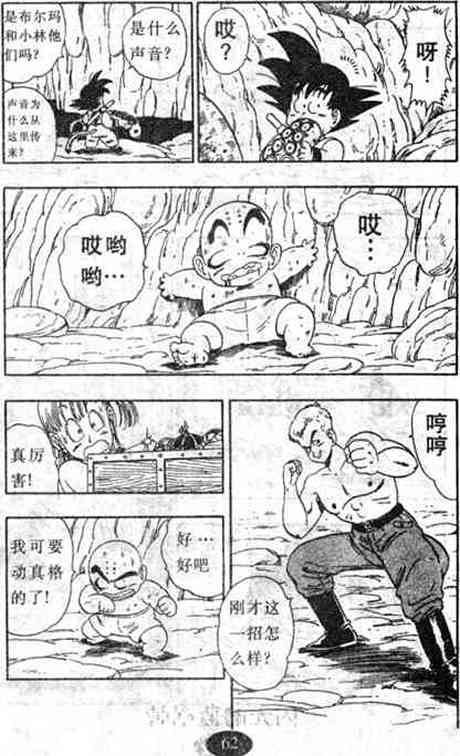 呀!
哎
?
是什么
声音?
是布尔玛
和小林他
们吗?
声音为
什么从
这里传
来?
哎
…
哎哟
哟…
哼
哼
刚才这
一招怎
么样?
真厉
害!
好…
好吧
我可要
动真格
的了!
62